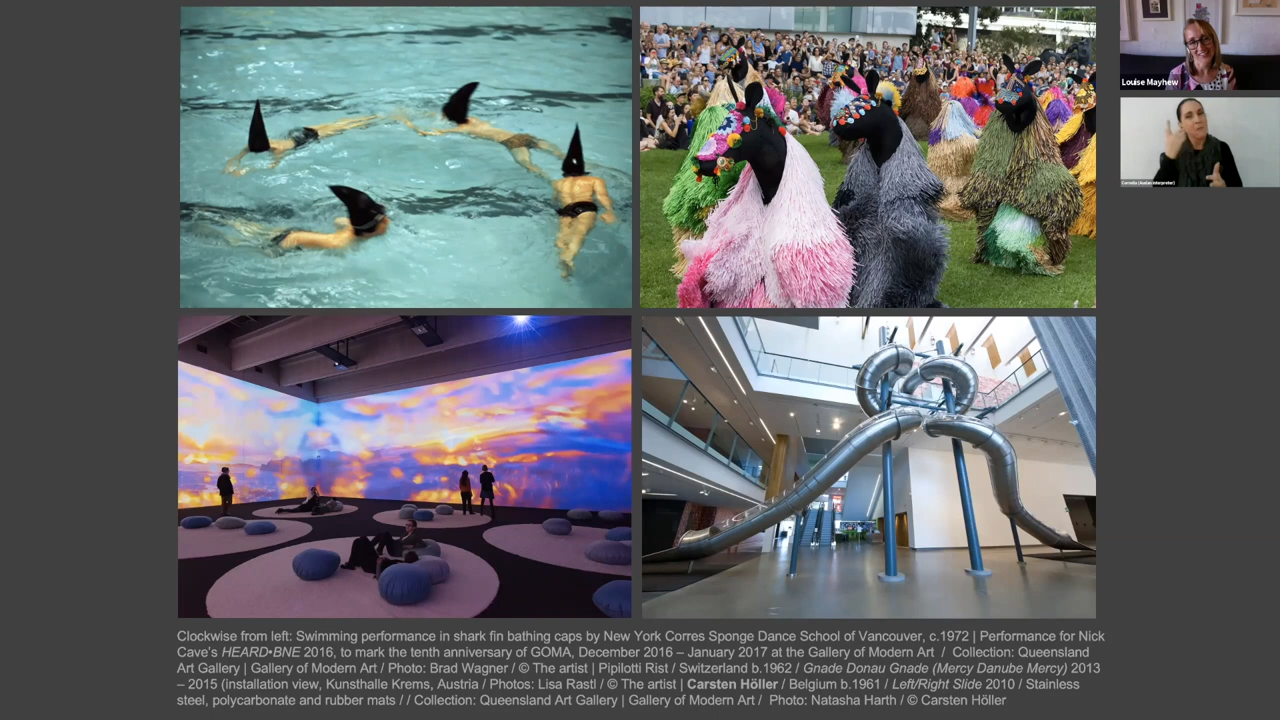 Louise Mayhew
Cornelia (Auslan Interpreter)
Clockwise from left: Swimming performance in shark fin bathing caps by New York Corres Sponge Dance School of Vancouver, c.1972 | Performance for Nick
Cave's HEARD•BNE 2016, to mark the tenth anniversary of GOMA, December 2016 – January 2017 at the Gallery of Modern Art / Collection: Queensland
Art Gallery | Gallery of Modern Art / Photo: Brad Wagner / © The artist | Pipilotti Rist / Switzerland b.1962 / Gnade Donau Gnade (Mercy Danube Mercy) 2013
– 2015 (installation view, Kunsthalle Krems, Austria / Photos: Lisa Rastl / © The artist | Carsten Höller / Belgium b.1961 / Left/Right Slide 2010 / Stainless
steel, polycarbonate and rubber mats / / Collection: Queensland Art Gallery | Gallery of Modern Art / Photo: Natasha Harth / © Carsten Höller